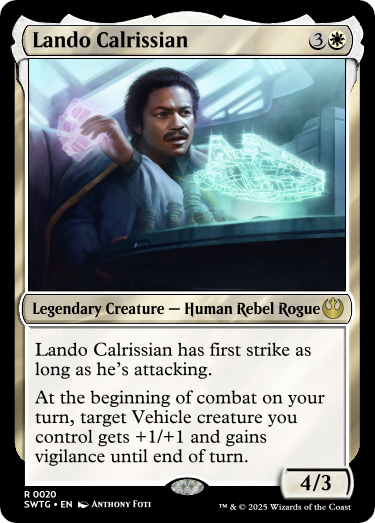 Lando Calrissian 3
Legendary Creature — Human Rebel Rogue
Lando Calrissian has first strike as
long as he's attacking.
At the beginning of combat on your
turn, target Vehicle creature you
control gets +1/+1 and gains
vigilance until end of turn.
4/3
R 0020
SWTG • EN Anthony Foti
™ & © 2025 Wizards of the Coast